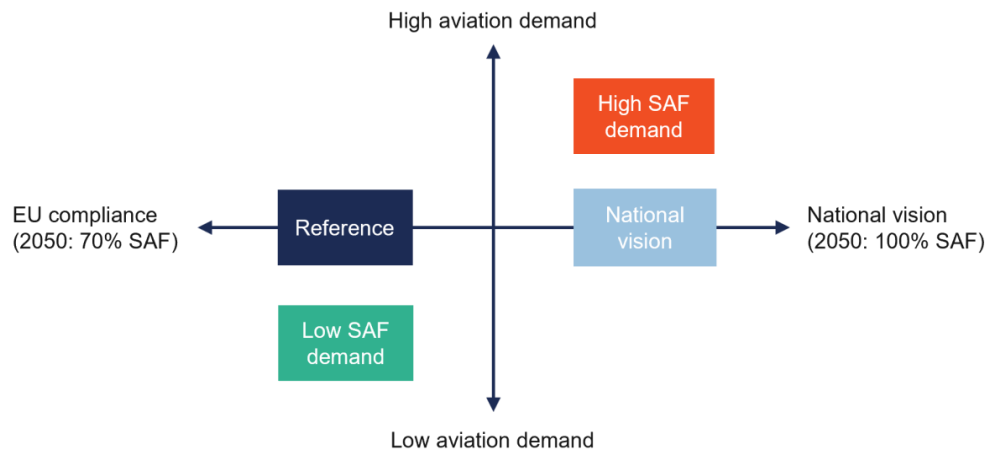 High aviation demand
High SAF
demand
EU compliance
(2050: 70% SAF)
Reference
National
vision
National vision
(2050: 100% SAF)
Low SAF
demand
Low aviation demand